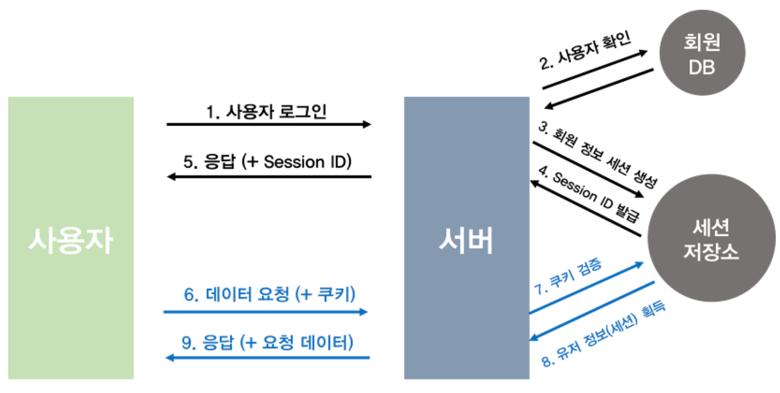 사용자
1. 사용자 로그인
5. 응답 (+ Session ID)
6. 데이터 요청 (+ 쿠키)
9. 응답 (+ 요청 데이터)
서버
2. 사용자 확인
회원
DB
3. 회원 정보 세션 생성
4. Session ID 발급
세션
저장소
7. 쿠키 검증
8. 유저 정보(세션) 획득